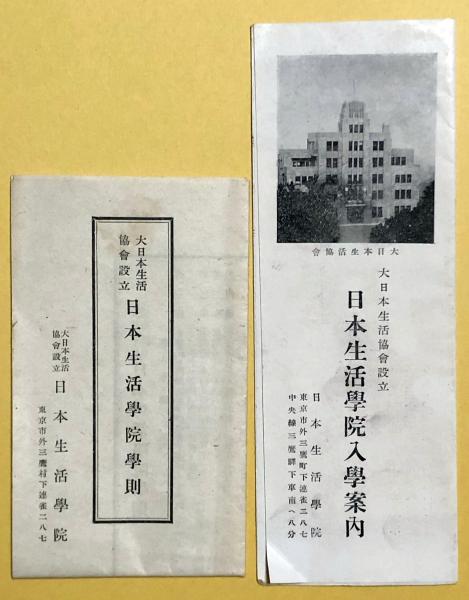 大日本生活
協會設立
日本生活學院學則
大日本生活
協會設立
日本生活學院
東京市外三鷹村下連雀二八七
會協活生本日大
大日本生活協會設立
日本生活學院入學案內
日本生活學院
東京市外三鷹町下連雀二八七
中央線三鷹驛下車南へ八分